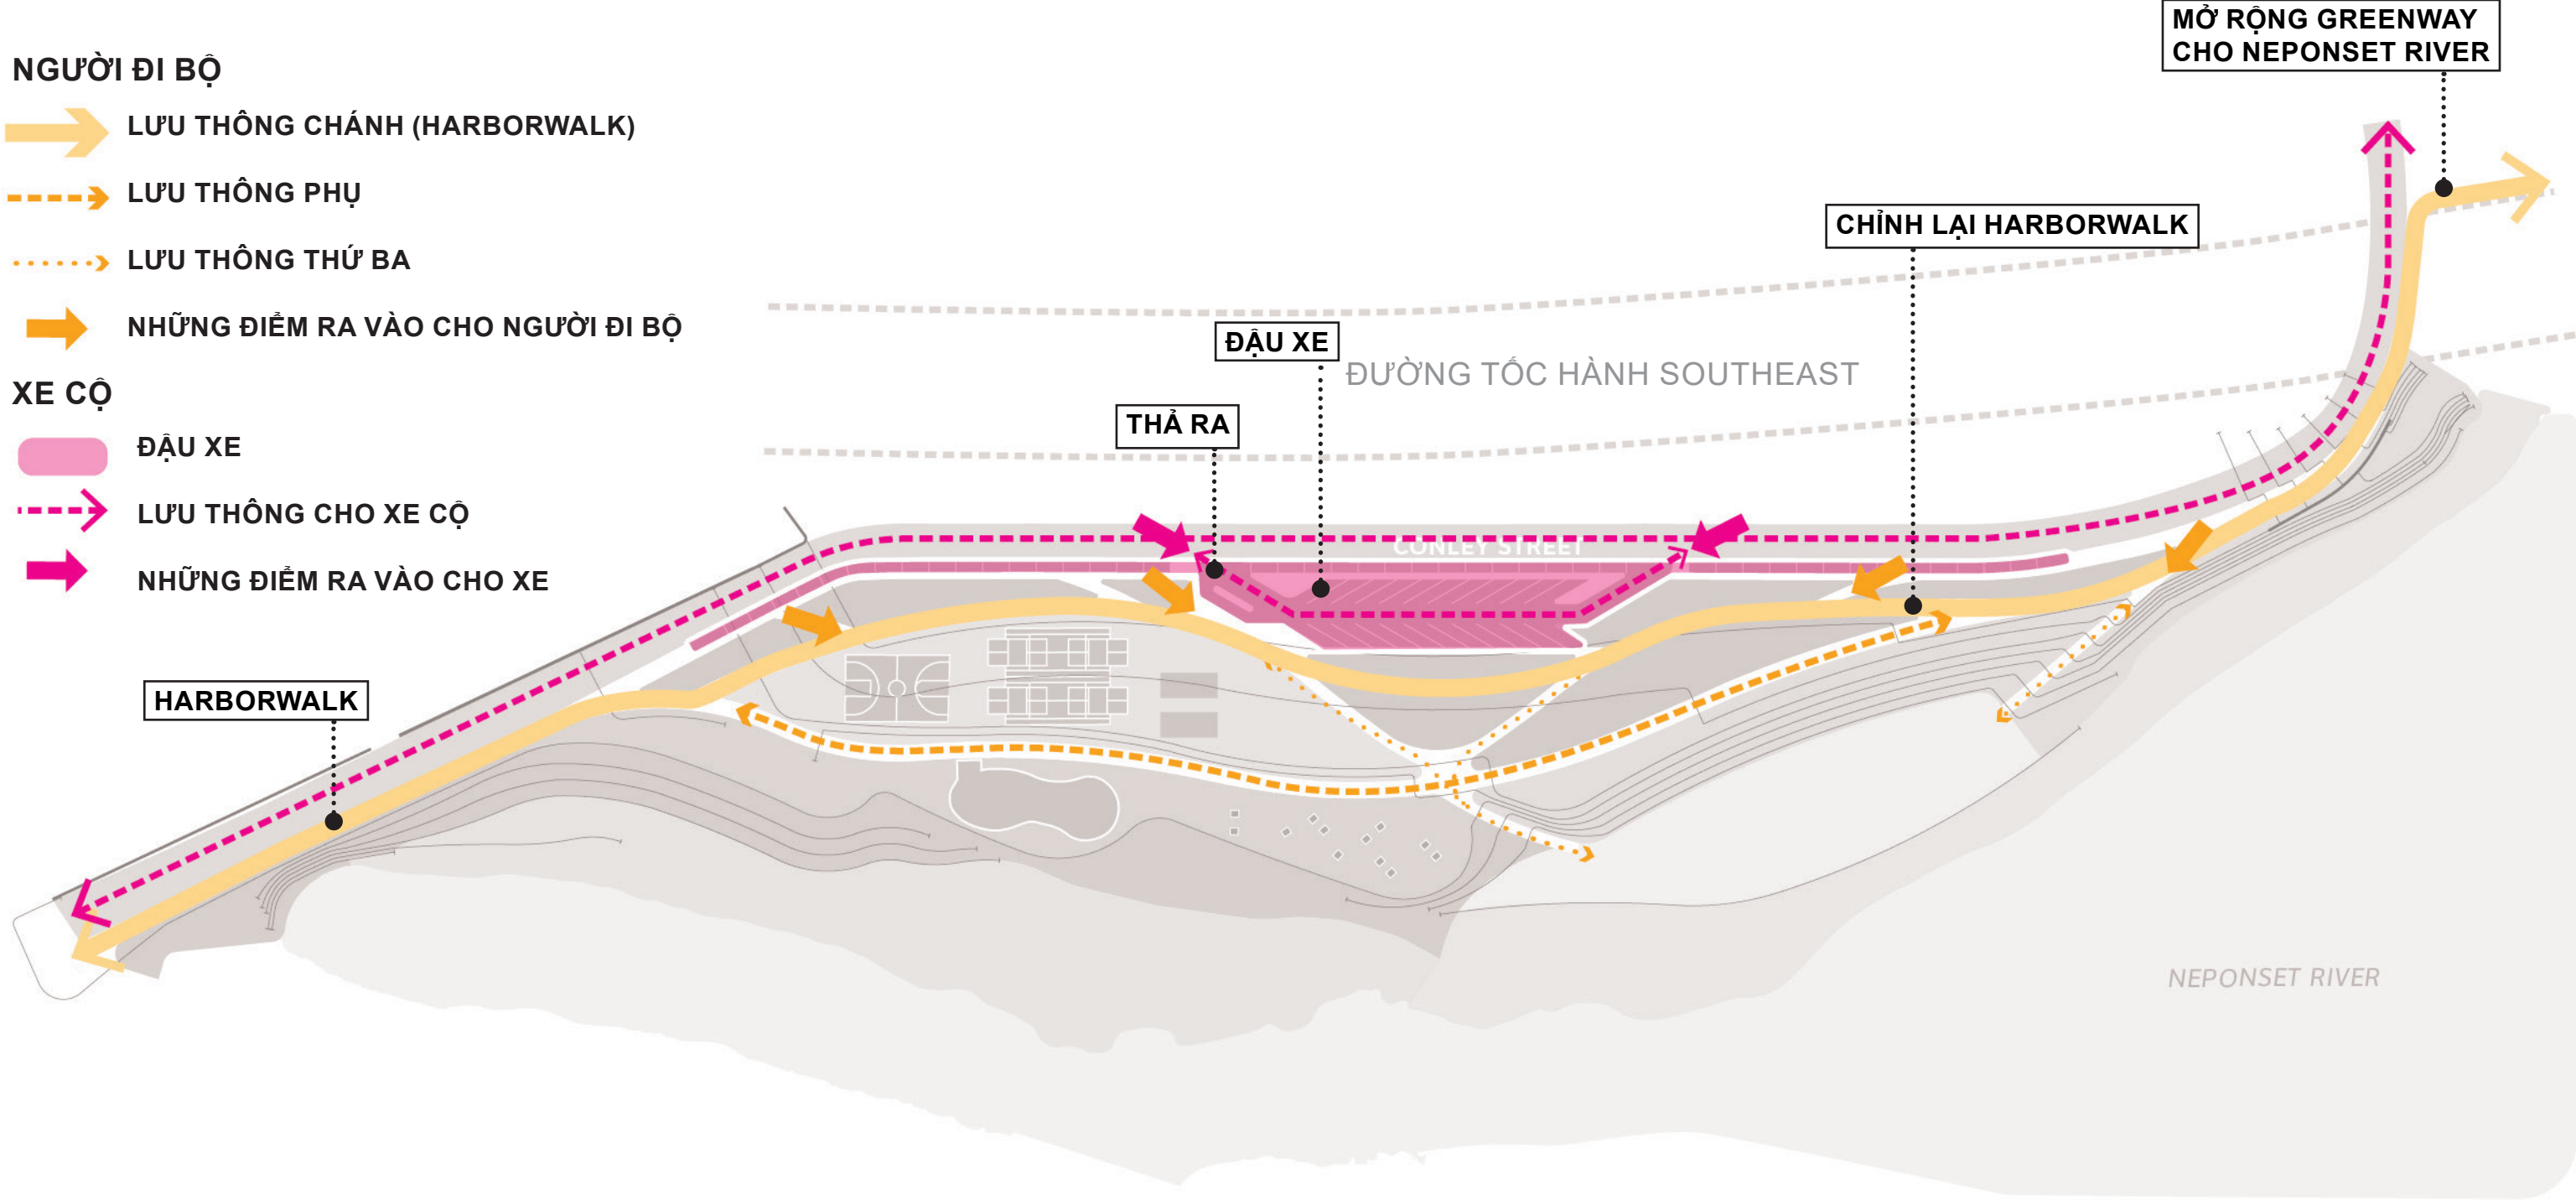 MỞ RỘNG GREENWAY
CHO NEPONSET RIVER
NGƯỜI ĐI BỘ
LƯU THÔNG CHÁNH (HARBORWALK)
LƯU THÔNG PHỤ
LƯU THÔNG THỨ BA
NHỮNG ĐIỂM RA VÀO CHO NGƯỜI ĐI BỘ
XE CỘ
ĐẬU XE
LƯU THÔNG CHO XE CỘ
NHỮNG ĐIỂM RA VÀO CHO XE
CHỈNH LẠI HARBORWALK
ĐẬU XE
ĐƯỜNG TỐC HÀNH SOUTHEAST
THẢ RA
CONLEY STREET
HARBORWALK
NEPONSET RIVER